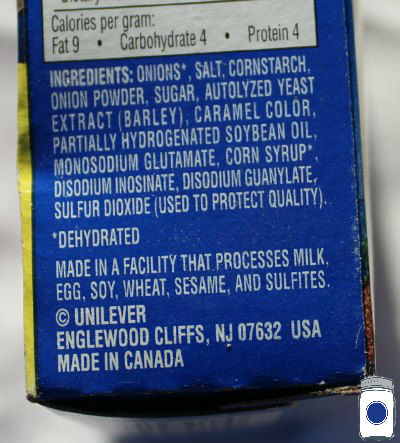 Calories per gram:
Fat 9 • Carbohydrate 4 • Protein 4
INGREDIENTS: ONIONS*, SALT, CORNSTARCH,
ONION POWDER, SUGAR, AUTOLYZED YEAST
EXTRACT (BARLEY), CARAMEL COLOR,
PARTIALLY HYDROGENATED SOYBEAN OIL,
MONOSODIUM GLUTAMATE, CORN SYRUP*,
DISODIUM INOSINATE, DISODIUM GUANYLATE,
SULFUR DIOXIDE (USED TO PROTECT QUALITY).
*DEHYDRATED
MADE IN A FACILITY THAT PROCESSES MILK,
EGG, SOY, WHEAT, SESAME, AND SULFITES.
© UNILEVER
ENGLEWOOD CLIFFS, NJ 07632 USA
MADE IN CANADA